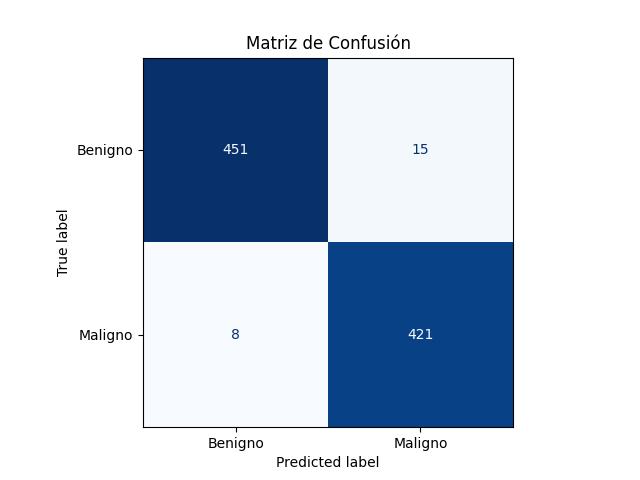 Matriz de Confusión
Benigno
451
15
True label
Maligno
8
421
Benigno
Maligno
Predicted label